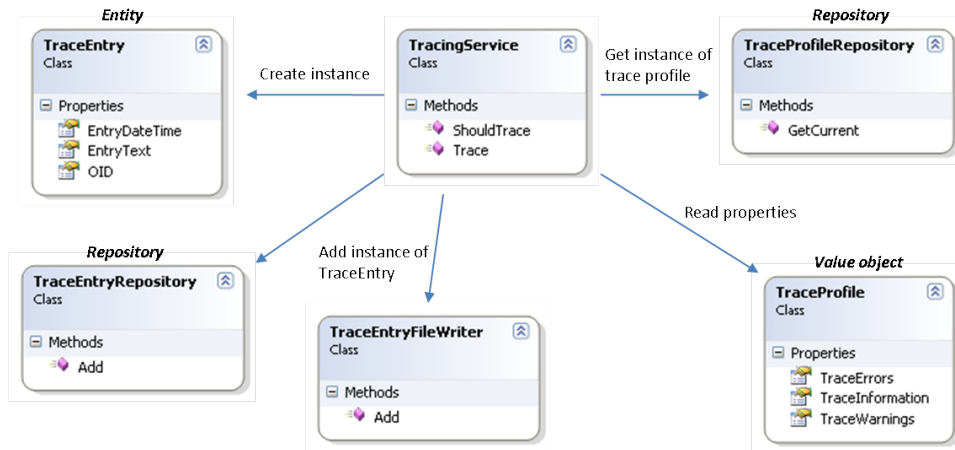 Entity
TraceEntry
Class
Properties
EntryDateTime
EntryText
OID
Create instance
TracingService
Class
Methods
ShouldTrace
Trace
Get instance of
trace profile
Repository
TraceProfileRepository
Class
Methods
GetCurrent
Repository
TraceEntryRepository
Class
Methods
Add
Add instance of
TraceEntry
TraceEntryFileWriter
Class
Methods
Add
Read properties
Value object
TraceProfile
Class
Properties
TraceErrors
TraceInformation
TraceWarnings